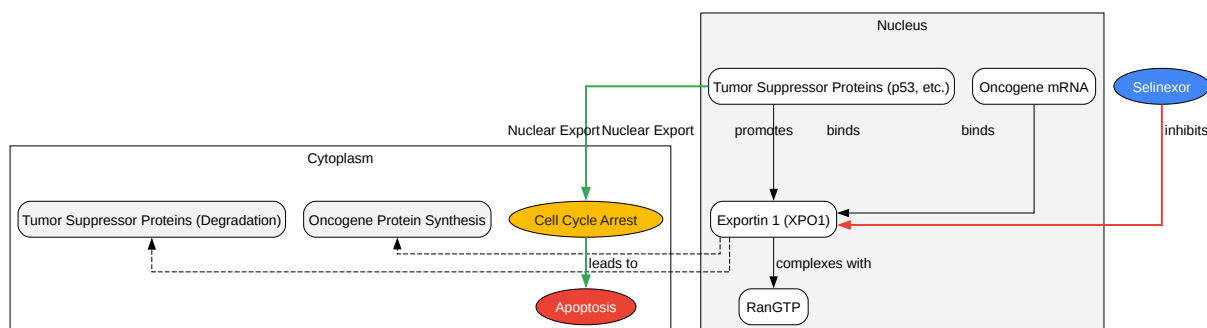 Nucleus
Tumor Suppressor Proteins (p53, etc.)
Oncogene mRNA
Selinexor
Nuclear Export
Nuclear Export
promotes
binds
binds
inhibits
Cytoplasm
Tumor Suppressor Proteins (Degradation)
Oncogene Protein Synthesis
Cell Cycle Arrest
Exportin 1 (XPO1)
leads to
complexes with
Apoptosis
RanGTP